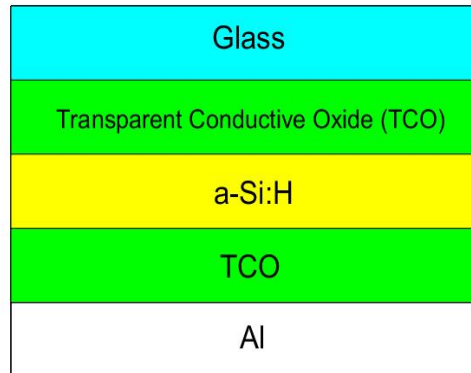 Glass
Transparent Conductive Oxide (TCO)
a-Si:H
TCO
Al